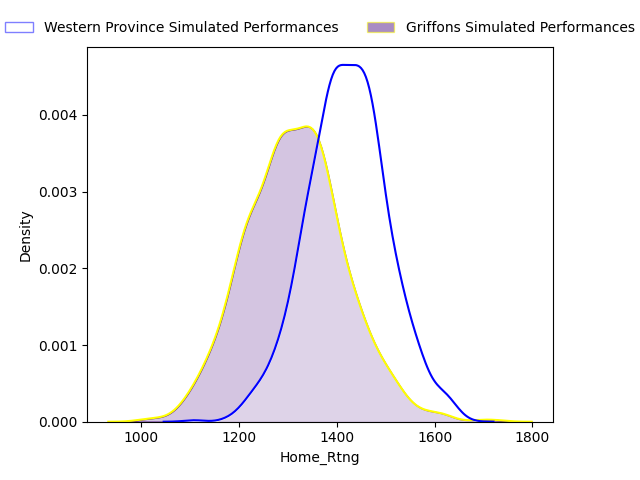 Western Province Simulated Performances
Griffons Simulated Performances
Density
0.004
0.003
0.002
0.001
0.000
1000
1200
1400
1600
1800
Home_Rtng